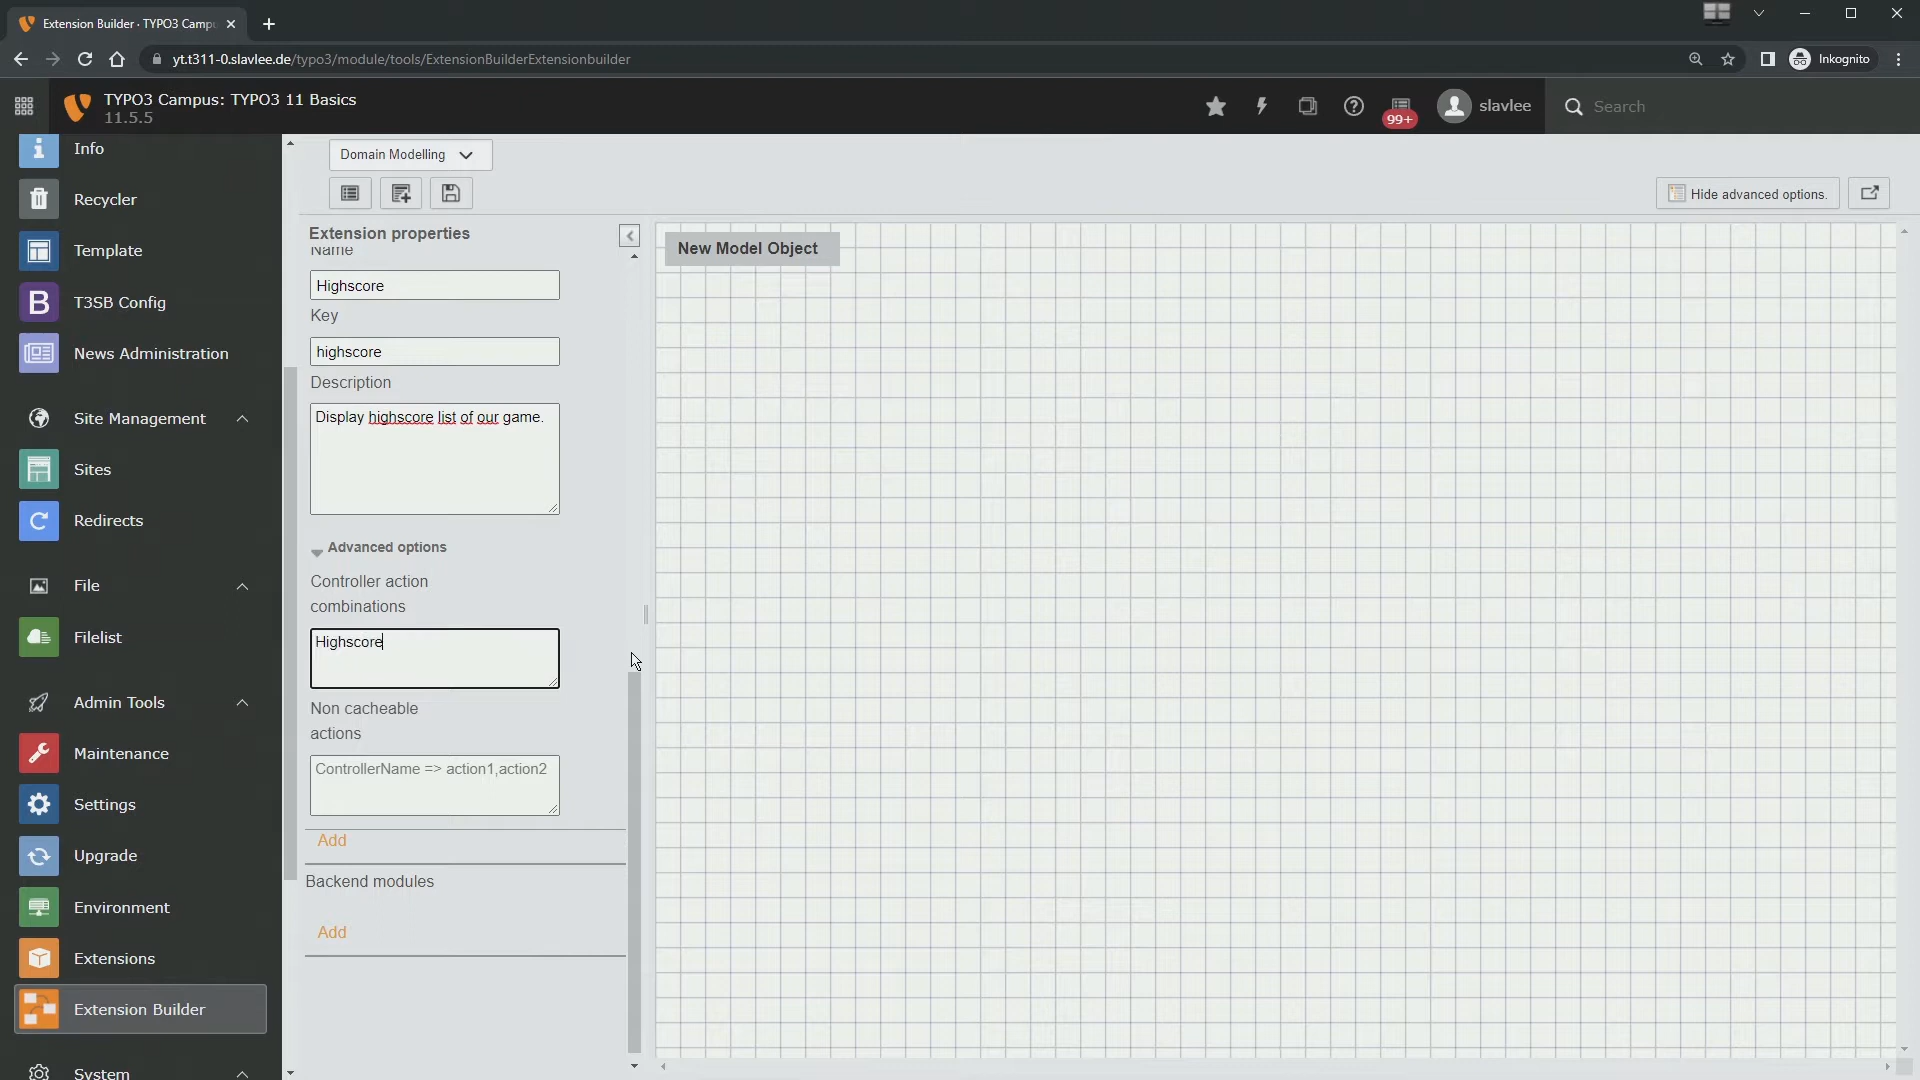 Extension Builder · TYPO3 Camp
yt.t311-0.slavlee.de/typo3/module/tools/ExtensionBuilderExtensionbuilder
Inkognito
TYPO3 Campus: TYPO3 11 Basics
11.5.5
99+
slavlee
Search
Info
Recycler
Template
B
T3SB Config
News Administration
Site Management
Sites
Redirects
File
Filelist
Admin Tools
Maintenance
Settings
Upgrade
Environment
Extensions
Extension Builder
System
Domain Modelling
Hide advanced options.
Extension properties
Name
Highscore
Key
highscore
Description
Display highscore list of our game.
Advanced options
Controller action
combinations
Highscore
Non cacheable
actions
ControllerName => action1,action2
Add
Backend modules
Add
New Model Object